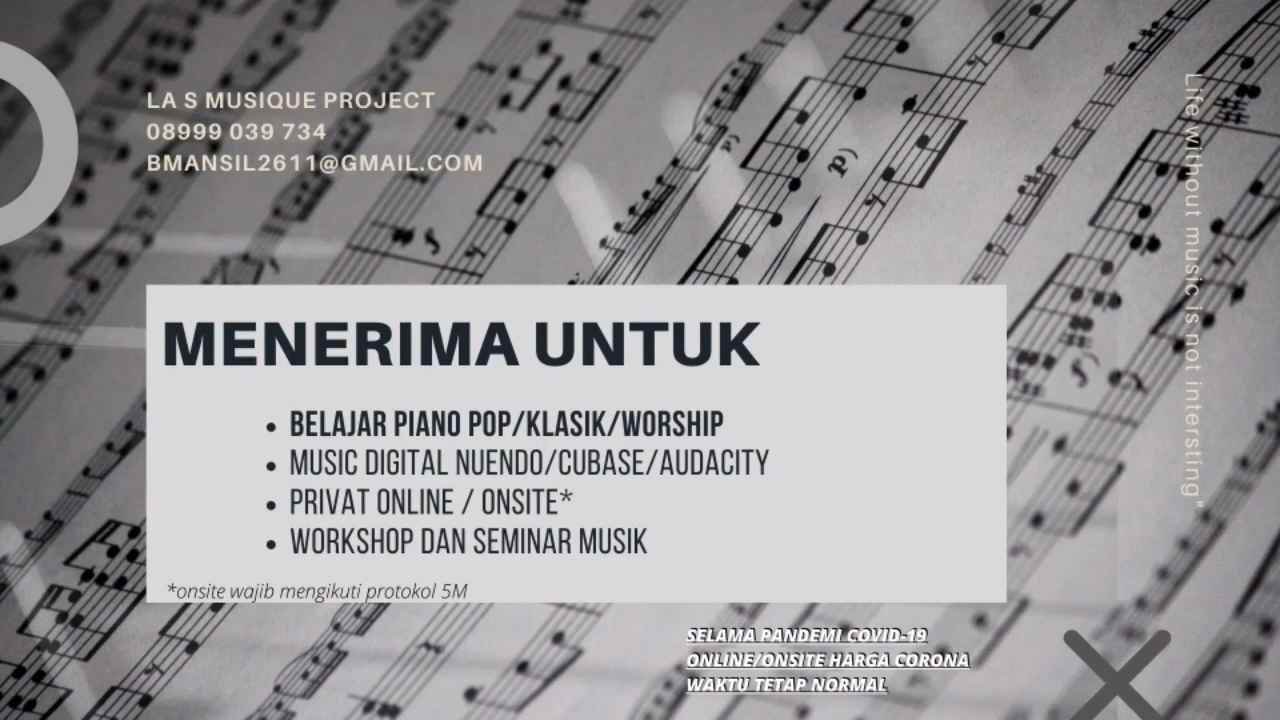 LA S MUSIQUE PROJECT
08999 039 734
BMANSIL2611@GMAIL.COM
Life without music is not intersting"
MENERIMA UNTUK
• BELAJAR PIANO POP/KLASIK/WORSHIP
• MUSIC DIGITAL NUENDO/CUBASE/AUDACITY
• PRIVAT ONLINE / ONSITE*
• WORKSHOP DAN SEMINAR MUSIK
*onsite wajib mengikuti protokol 5M
SELAMA PANDEMI COVID-19
ONLINE/ONSITE HARGA CORONA
WAKTU TETAP NORMAL